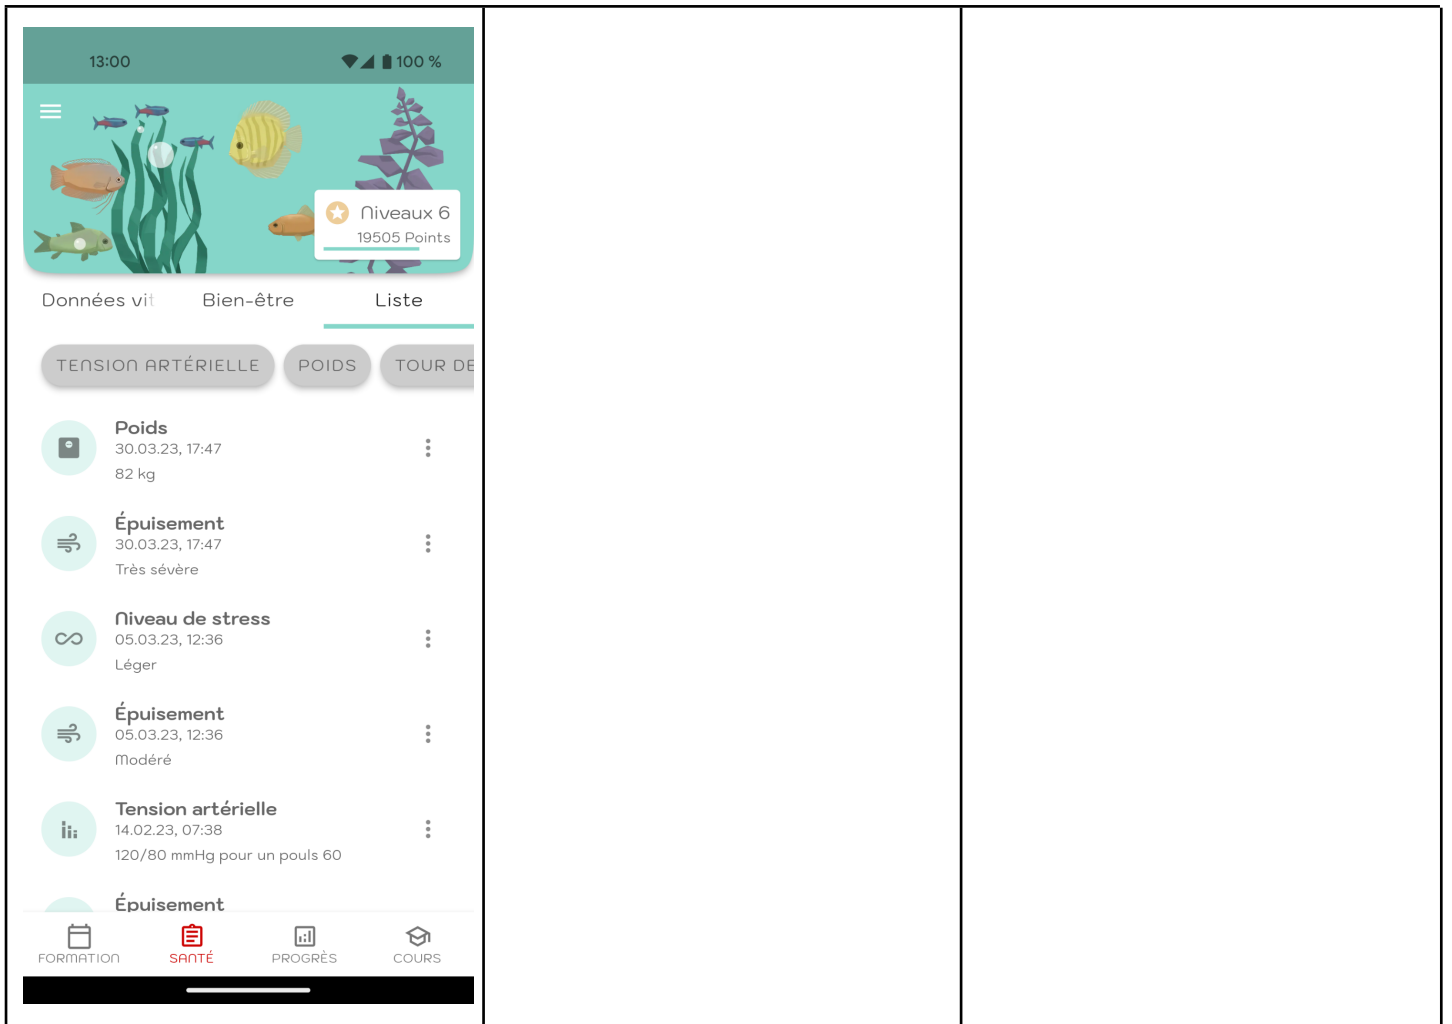 13:00
100 %
Niveaux 6
19505 Points
Données vit
Bien-être
Liste
TENSION ARTÉRIELLE
POIDS
TOUR DE
Poids
30.03.23, 17:47
82 kg
Épuisement
30.03.23, 17:47
Très sévère
Niveau de stress
05.03.23, 12:36
Léger
Épuisement
05.03.23, 12:36
Modéré
Tension artérielle
14.02.23, 07:38
120/80 mmHg pour un pouls 60
Épuisement
FORMATION
SANTÉ
PROGRÈS
COURS